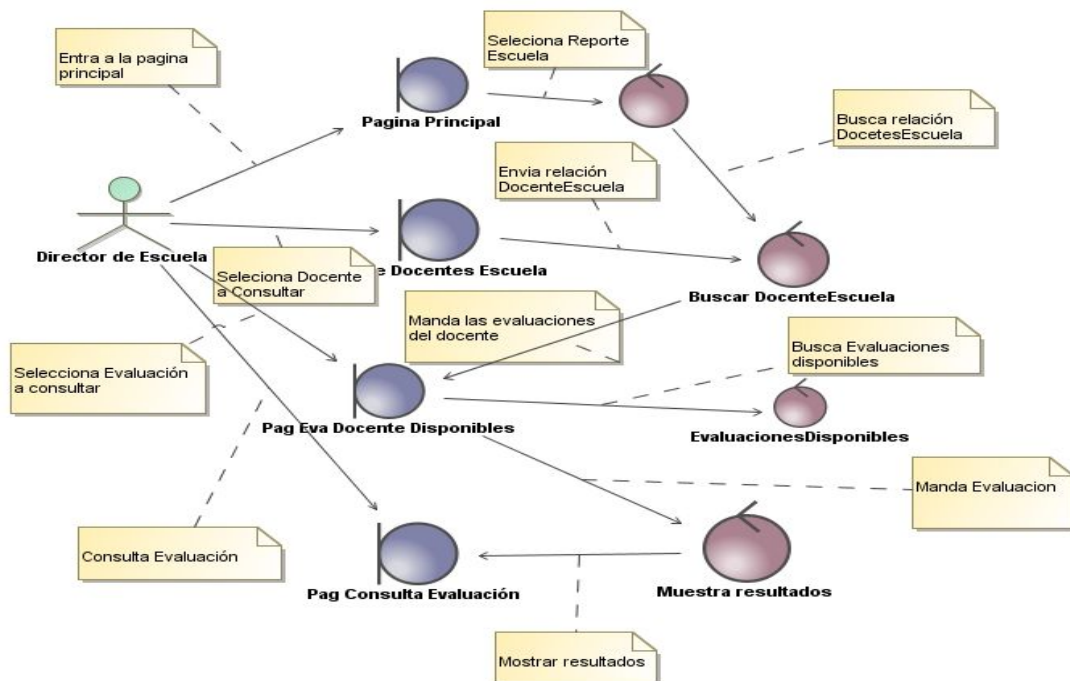 Entra a la pagina
principal
Seleciona Reporte
Escuela
Pagina Principal
Busca relación
DocetesEscuela
Envia relación
DocenteEscuela
Director de Escuela
Seleciona Docente
a Consultar
e Docentes Escuela
Buscar DocenteEscuela
Manda las evaluaciones
del docente
Busca Evaluaciones
disponibles
Selecciona Evaluación
a consultar
Pag Eva Docente Disponibles
EvaluacionesDisponibles
Manda Evaluacion
Consulta Evaluación
Pag Consulta Evaluación
Muestra resultados
Mostrar resultados